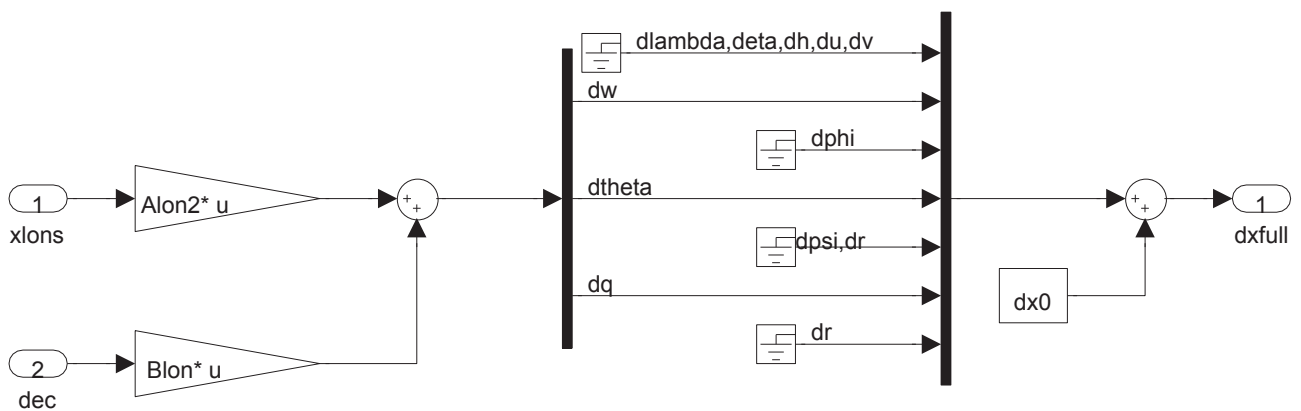 dlambda,deta,dh,du,dv
dw
dphi
1
xlons
Alon2* u
+
+
dtheta
+
+
1
dxfull
dpsi,dr
dq
dx0
dr
2
dec
Blon* u